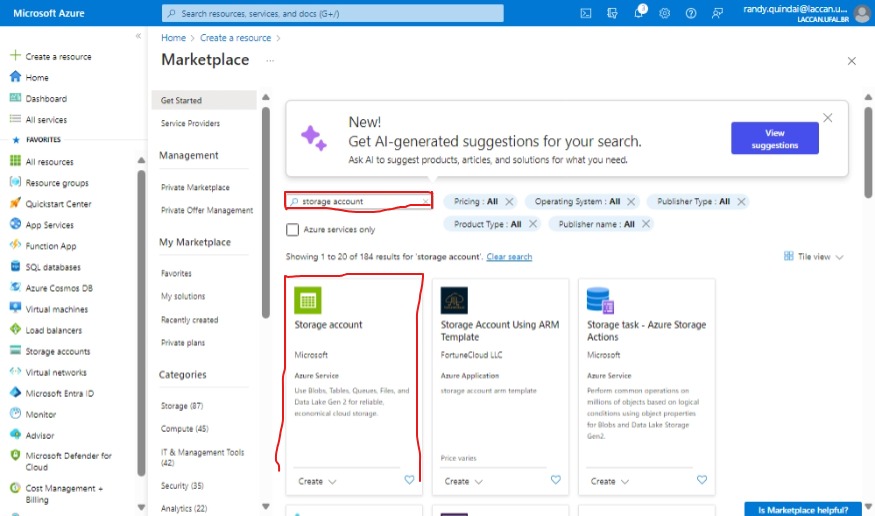 Microsoft Azure
Search resources, services, and docs (G+/)
3
randy.quindai@laccan.u...
LACCAN.UFAL.BR
Create a resource
Home
Dashboard
All services
FAVORITES
All resources
Resource groups
Quickstart Center
App Services
Function App
SQL databases
Azure Cosmos DB
Virtual machines
Load balancers
Storage accounts
Virtual networks
Microsoft Entra ID
Monitor
Advisor
Microsoft Defender for
Cloud
Cost Management +
Billing
Home > Create a resource >
Marketplace ...
Get Started
Service Providers
Management
Private Marketplace
Private Offer Management
My Marketplace
Favorites
My solutions
Recently created
Private plans
Categories
Storage (87)
Compute (45)
IT & Management Tools
(42)
Security (35)
Analytics (22)
New!
Get AI-generated suggestions for your search.
Ask AI to suggest products, articles, and solutions for what you need.
View
suggestions
storage account
Pricing : All
Operating System : All
Publisher Type : All
Product Type : All
Publisher name : All
Azure services only
Showing 1 to 20 of 184 results for 'storage account'. Clear search
Tile view
Storage account
Microsoft
Azure Service
Use Blobs, Tables, Queues, Files, and
Data Lake Gen 2 for reliable,
economical cloud storage.
Create
Storage Account Using ARM
Template
FortuneCloud LLC
Azure Application
storage account arm template
Price varies
Create
Storage task - Azure Storage
Actions
Microsoft
Azure Service
Perform common operations on
millions of objects based on logical
conditions using object properties
for Blobs and Data Lake Storage
Gen2.
Create
Is Marketplace helpful?